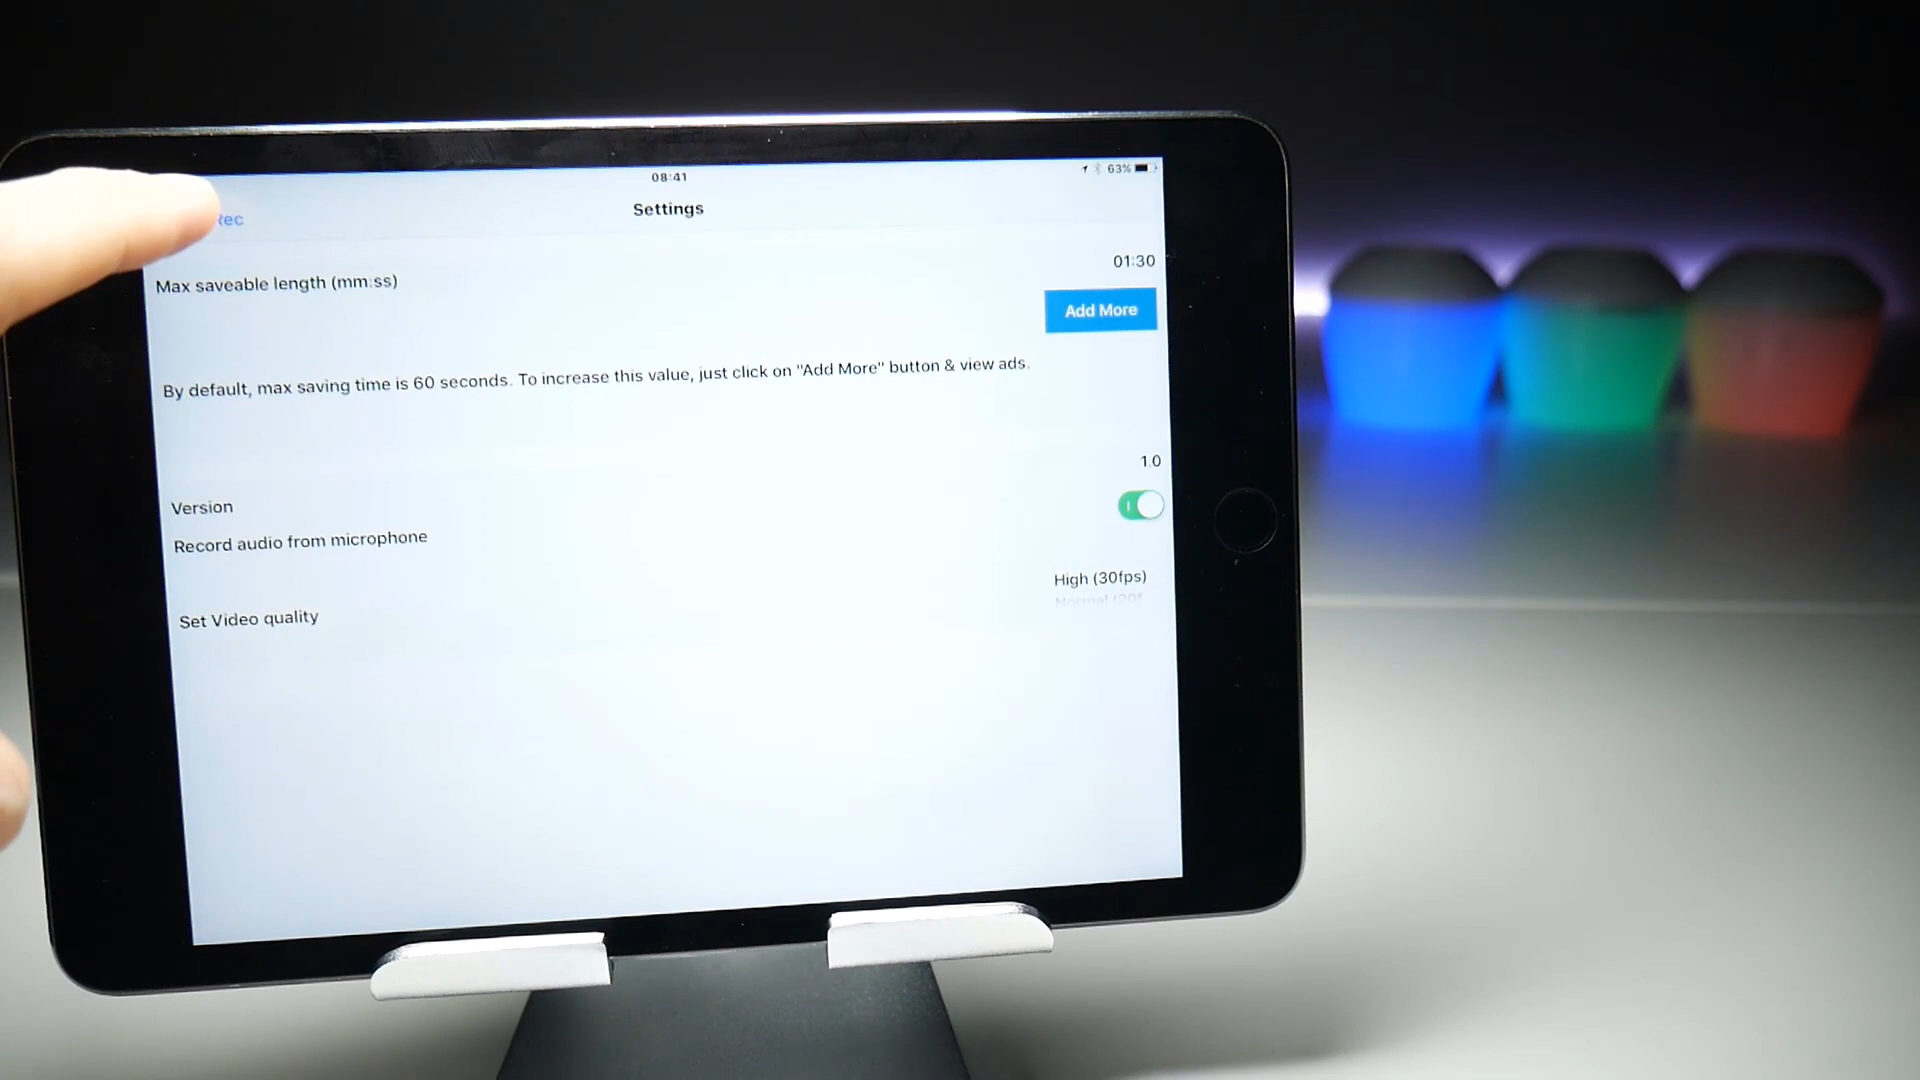 08:41
63%
Rec
Settings
Max saveable length (mm:ss)
01:30
Add More
By default, max saving time is 60 seconds. To increase this value, just click on "Add More" button & view ads.
1.0
Version
Record audio from microphone
High (30fps)
Set Video quality